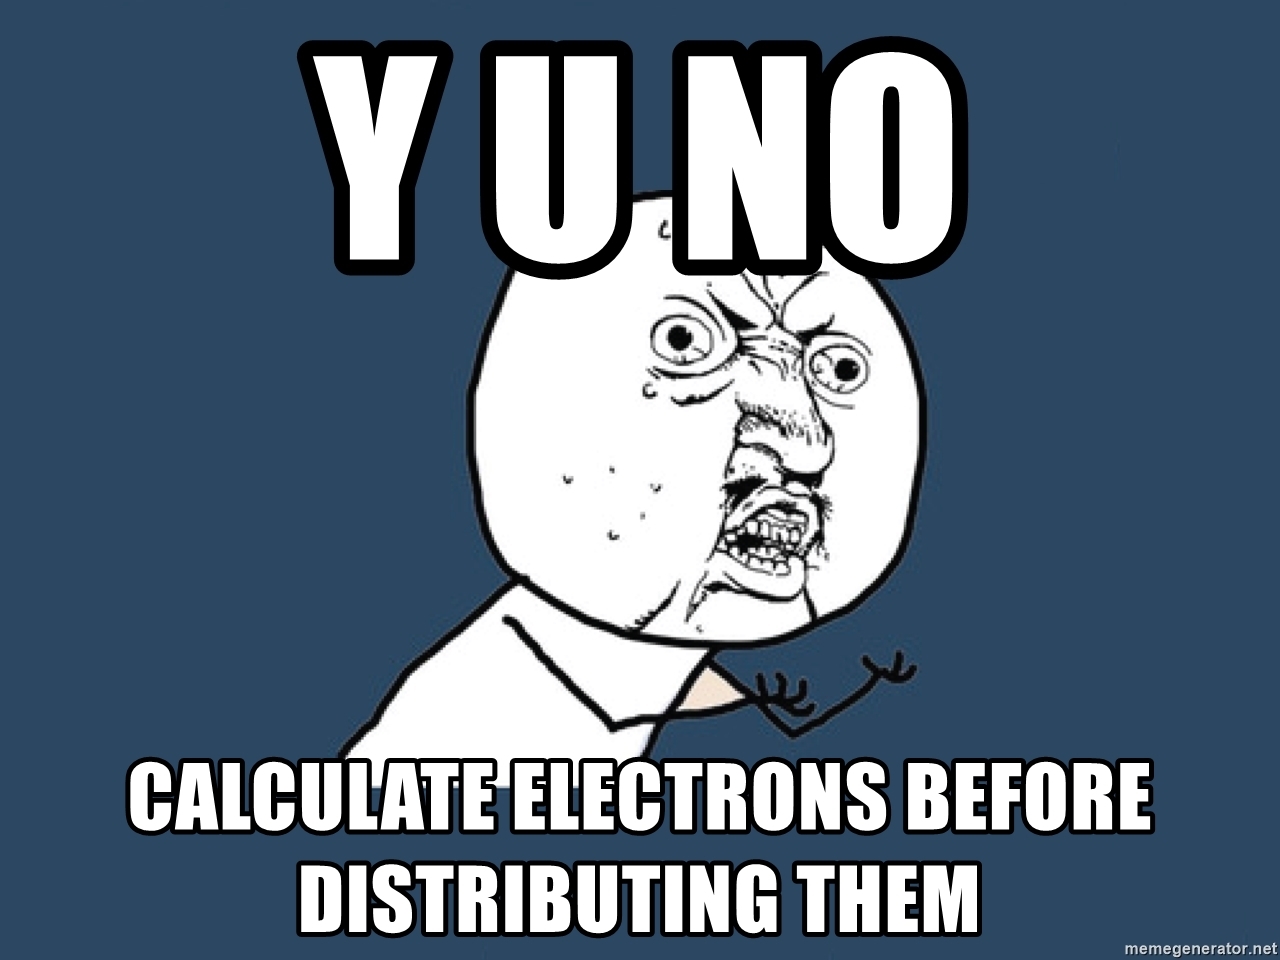 Y U NO
CALCULATE ELECTRONS BEFORE
DISTRIBUTING THEM
memegenerator.net